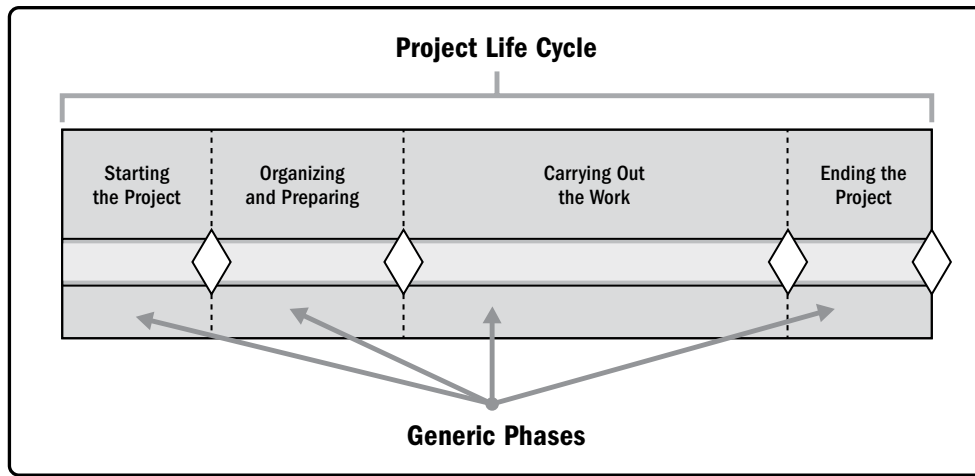 Project Life Cycle
Starting
the Project
Organizing
and Preparing
Carrying Out
the Work
Ending the
Project
Generic Phases